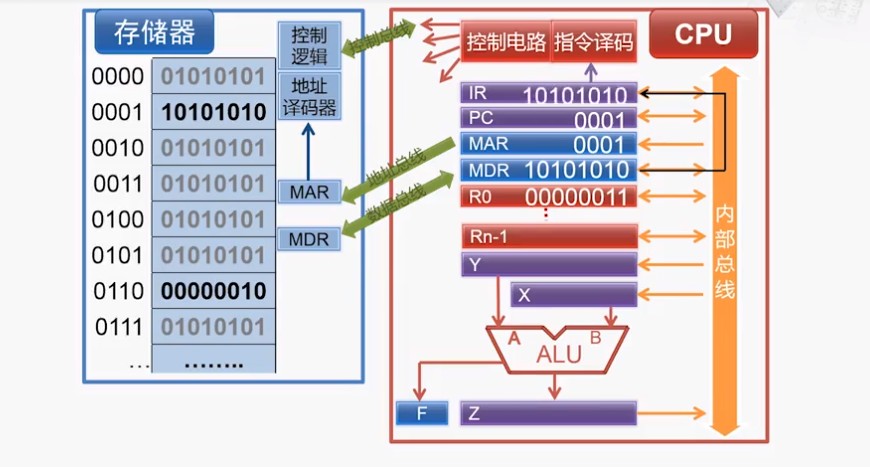 存储器
控制
逻辑
地址
译码器
0000 01010101
0001 10101010
0010 01010101
0011 01010101
0100 01010101
0101 01010101
0110 00000010
0111 01010101
... ........
MAR
MDR
控制总线
地址总线
数据总线
控制电路 指令译码
CPU
IR 10101010
PC 0001
MAR 0001
MDR 10101010
R0 00000011
Rn-1
Y
X
A B
ALU
F
Z
内部总线